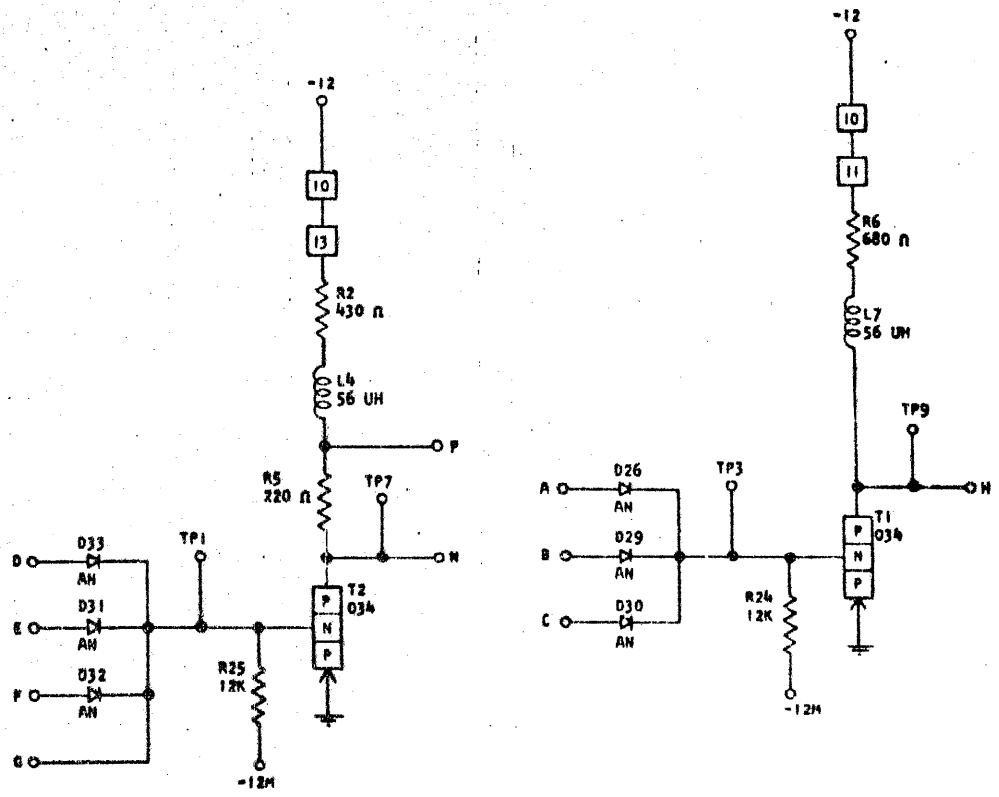 -12
10
13
R2
430 Ω
L4
56 UH
P
R5
220 Ω
TP7
N
T2
034
P
N
P
TP1
D
D33
AN
E
D31
AN
F
D32
AN
G
R25
12K
-12M
-12
10
11
R6
680 Ω
L7
56 UH
TP9
H
T1
034
P
N
P
TP3
A
D26
AN
B
D29
AN
C
D30
AN
R24
12K
-12M